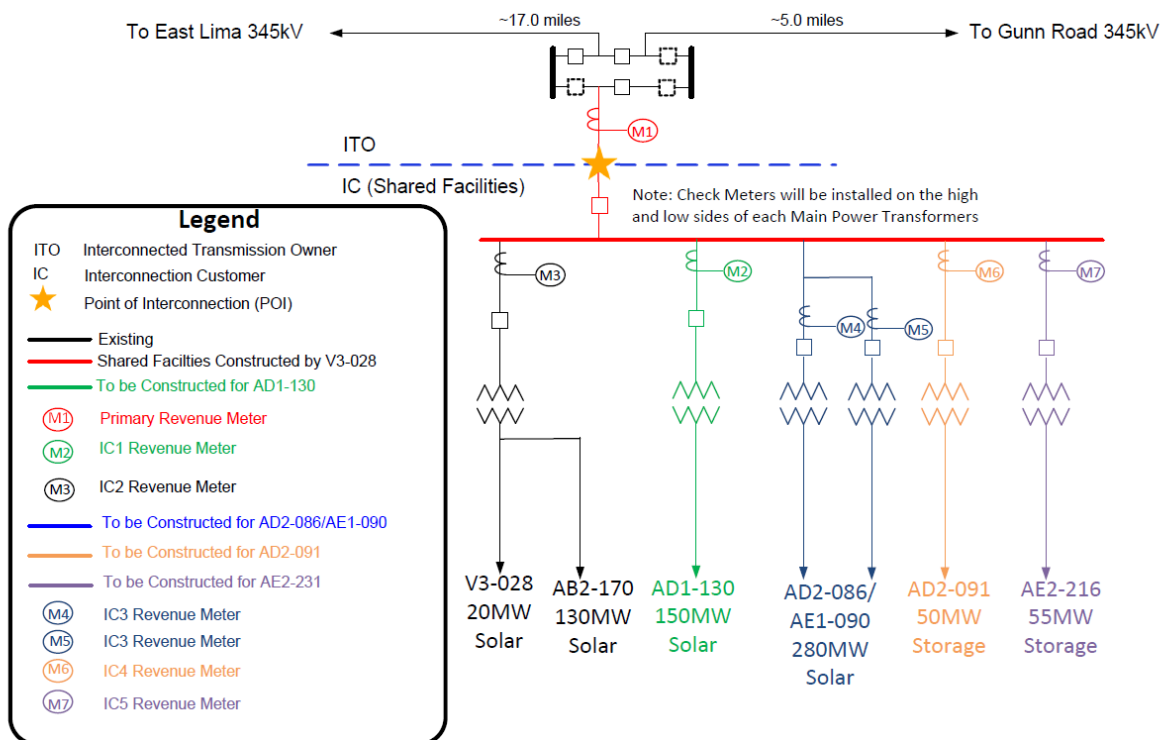 ~17.0 miles
~5.0 miles
To East Lima 345kV
To Gunn Road 345kV
M1
ITO
IC (Shared Facilities)
Note: Check Meters will be installed on the high
and low sides of each Main Power Transformers
Legend
ITO Interconnected Transmission Owner
IC Interconnection Customer
Point of Interconnection (POI)
Existing
Shared Facilties Constructed by V3-028
To be Constructed for AD1-130
M1 Primary Revenue Meter
M2 IC1 Revenue Meter
M3 IC2 Revenue Meter
To be Constructed for AD2-086/AE1-090
To be Constructed for AD2-091
To be Constructed for AE2-231
M4 IC3 Revenue Meter
M5 IC3 Revenue Meter
M6 IC4 Revenue Meter
M7 IC5 Revenue Meter
M3
M2
M4
M5
M6
M7
V3-028
20MW
Solar
AB2-170
130MW
Solar
AD1-130
150MW
Solar
AD2-086/
AE1-090
280MW
Solar
AD2-091
50MW
Storage
AE2-216
55MW
Storage